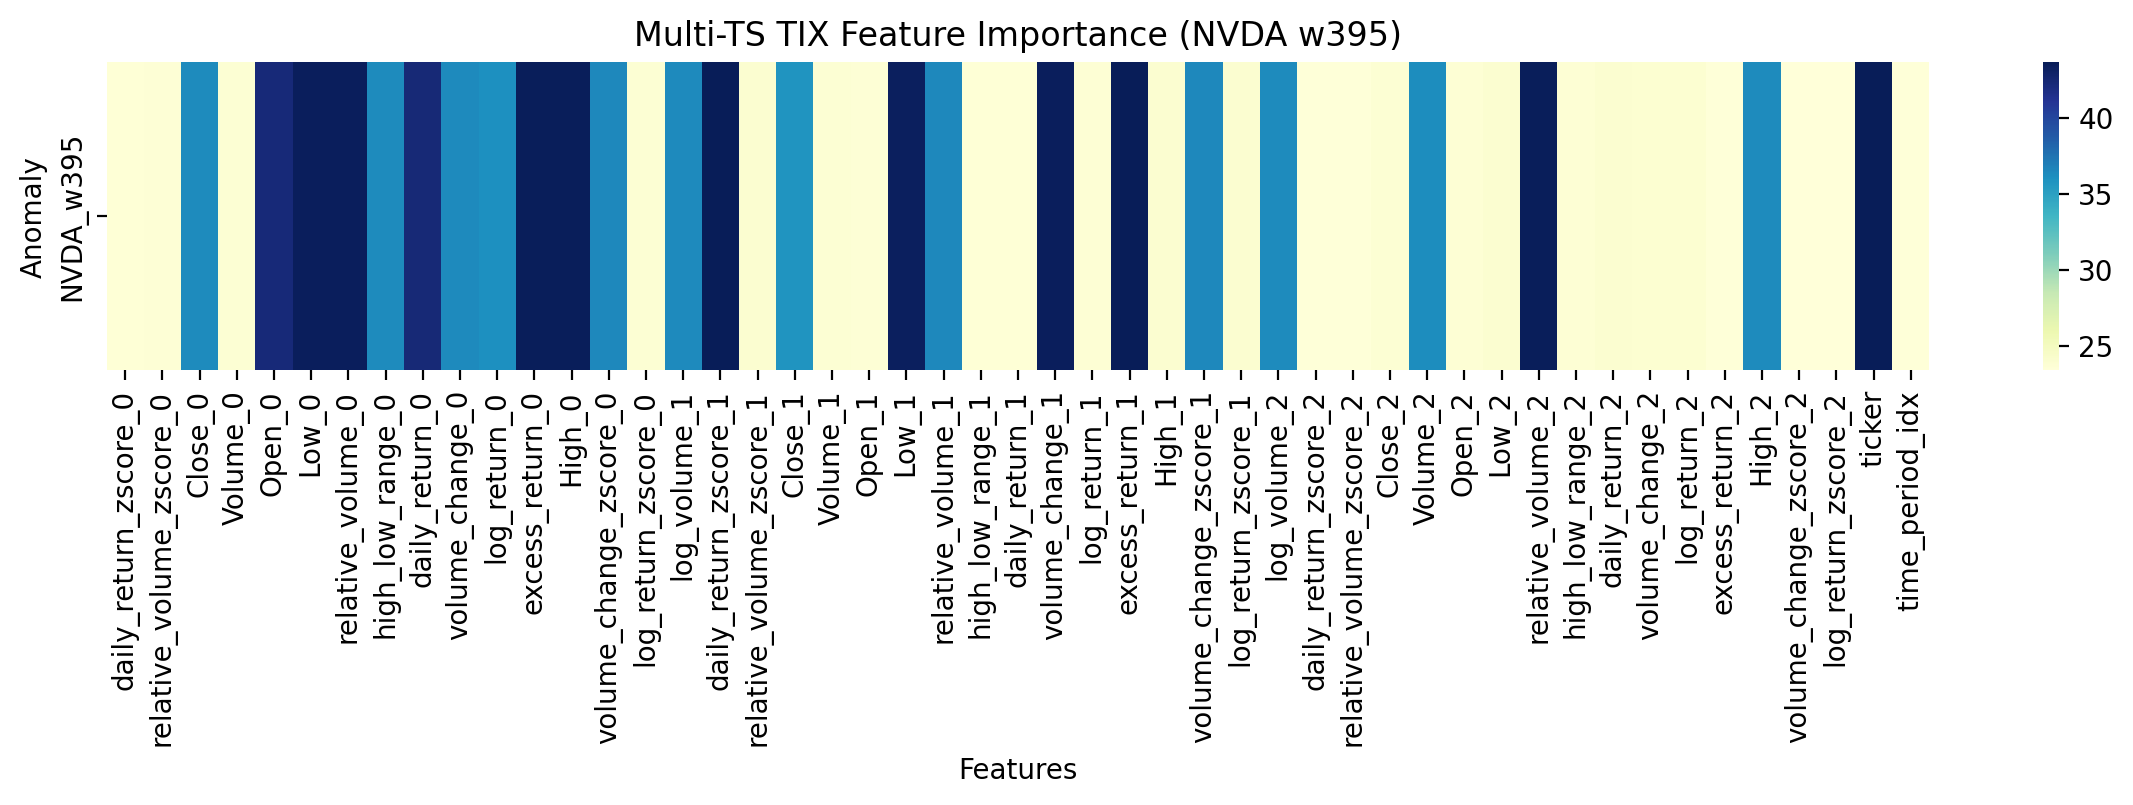 Multi-TS TIX Feature Importance (NVDA w395)
Anomaly
NVDA_w395
40
35
30
25
daily_return_zscore_0
relative_volume_zscore_0
Close_0
Volume_0
Open_0
Low_0
relative_volume_0
high_low_range_0
daily_return_0
volume_change_0
log_return_0
excess_return_0
High_0
volume_change_zscore_0
log_return_zscore_0
log_volume_1
daily_return_zscore_1
relative_volume_zscore_1
Close_1
Volume_1
Open_1
Low_1
relative_volume_1
high_low_range_1
daily_return_1
volume_change_1
log_return_1
excess_return_1
High_1
volume_change_zscore_1
log_return_zscore_1
log_volume_2
daily_return_zscore_2
relative_volume_zscore_2
Close_2
Volume_2
Open_2
Low_2
relative_volume_2
high_low_range_2
daily_return_2
volume_change_2
log_return_2
excess_return_2
High_2
volume_change_zscore_2
log_return_zscore_2
ticker
time_period_idx
Features